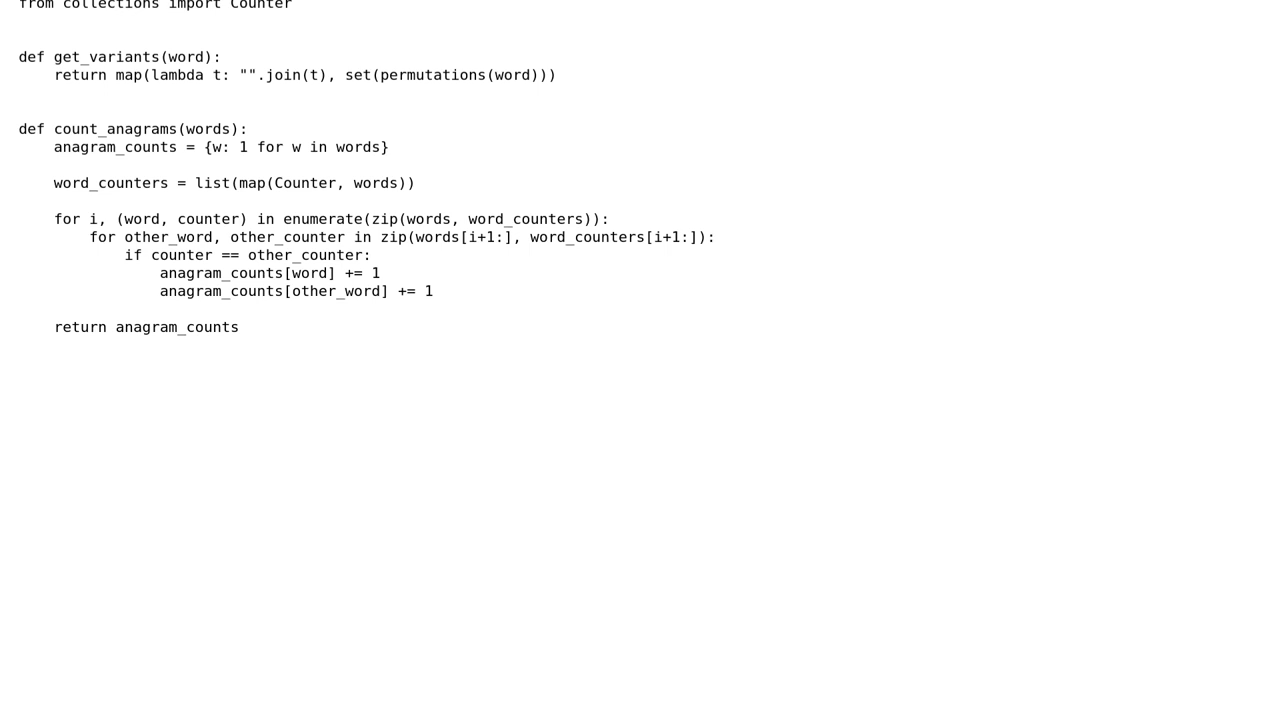 from collections import Counter
def get_variants(word):
    return map(lambda t: "".join(t), set(permutations(word)))
def count_anagrams(words):
    anagram_counts = {w: 1 for w in words}
    word_counters = list(map(Counter, words))
    for i, (word, counter) in enumerate(zip(words, word_counters)):
        for other_word, other_counter in zip(words[i+1:], word_counters[i+1:]):
            if counter == other_counter:
                anagram_counts[word] += 1
                anagram_counts[other_word] += 1
    return anagram_counts